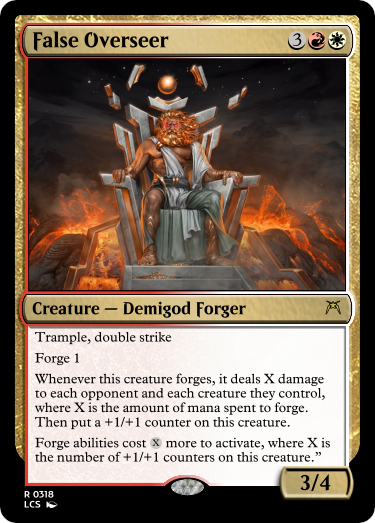 False Overseer 3
Creature — Demigod Forger
Trample, double strike
Forge 1
Whenever this creature forges, it deals X damage
to each opponent and each creature they control,
where X is the amount of mana spent to forge.
Then put a +1/+1 counter on this creature.
Forge abilities cost X more to activate, where X is
the number of +1/+1 counters on this creature.”
3/4
R 0318
LCS